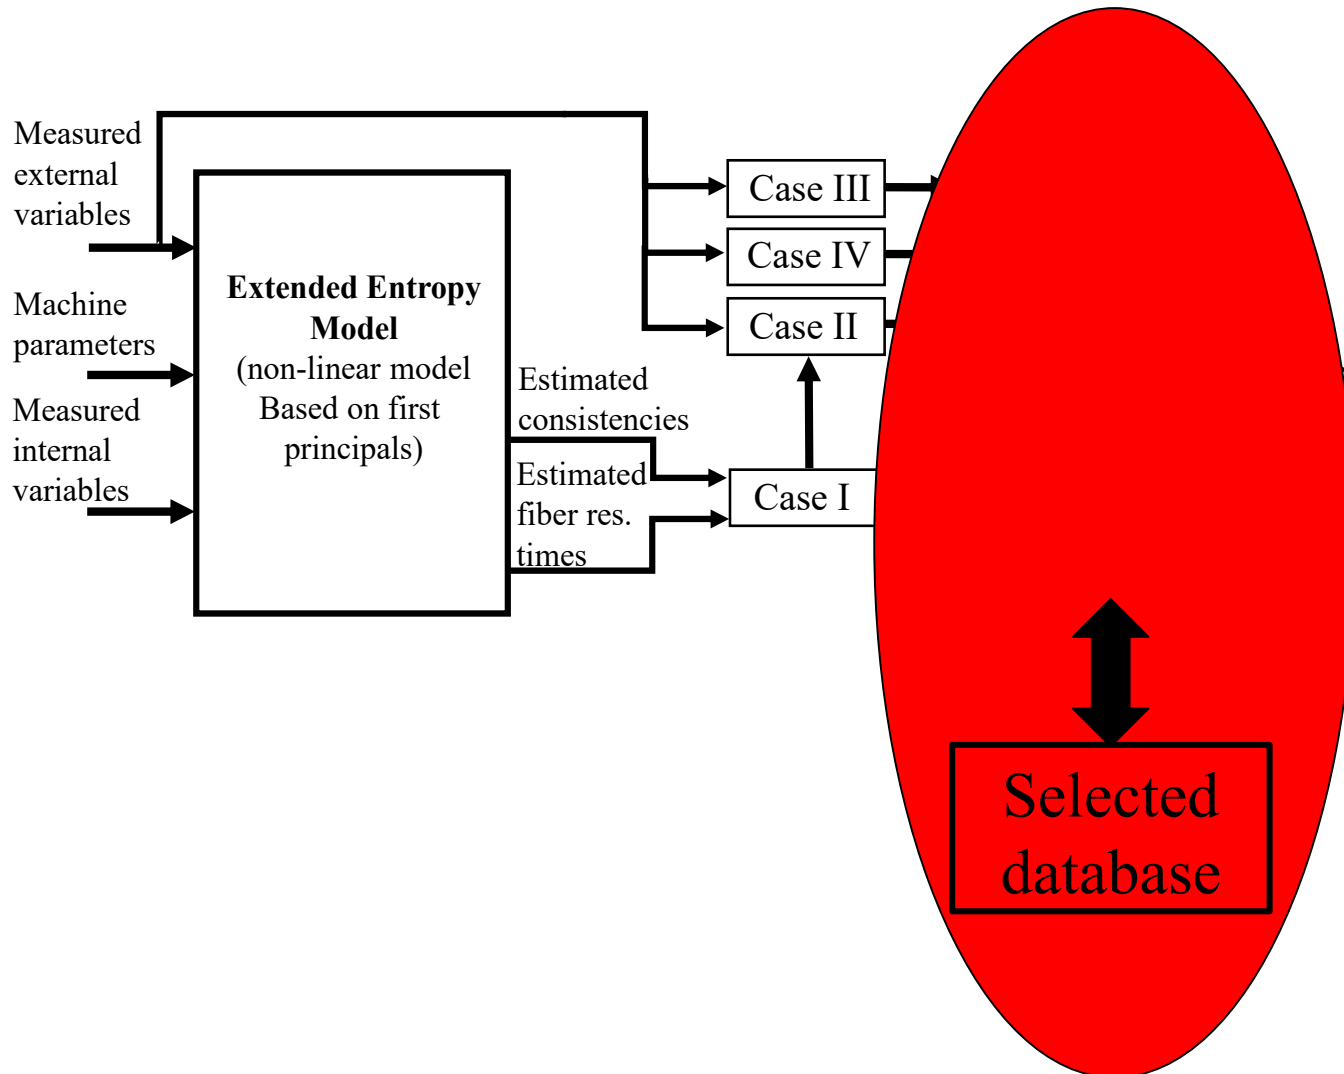 Measured
external
variables
Machine
parameters
Measured
internal
variables
Extended Entropy
Model
(non-linear model
Based on first
principals)
Estimated
consistencies
Estimated
fiber res.
times
Case III
Case IV
Case II
Case I
Selected
database